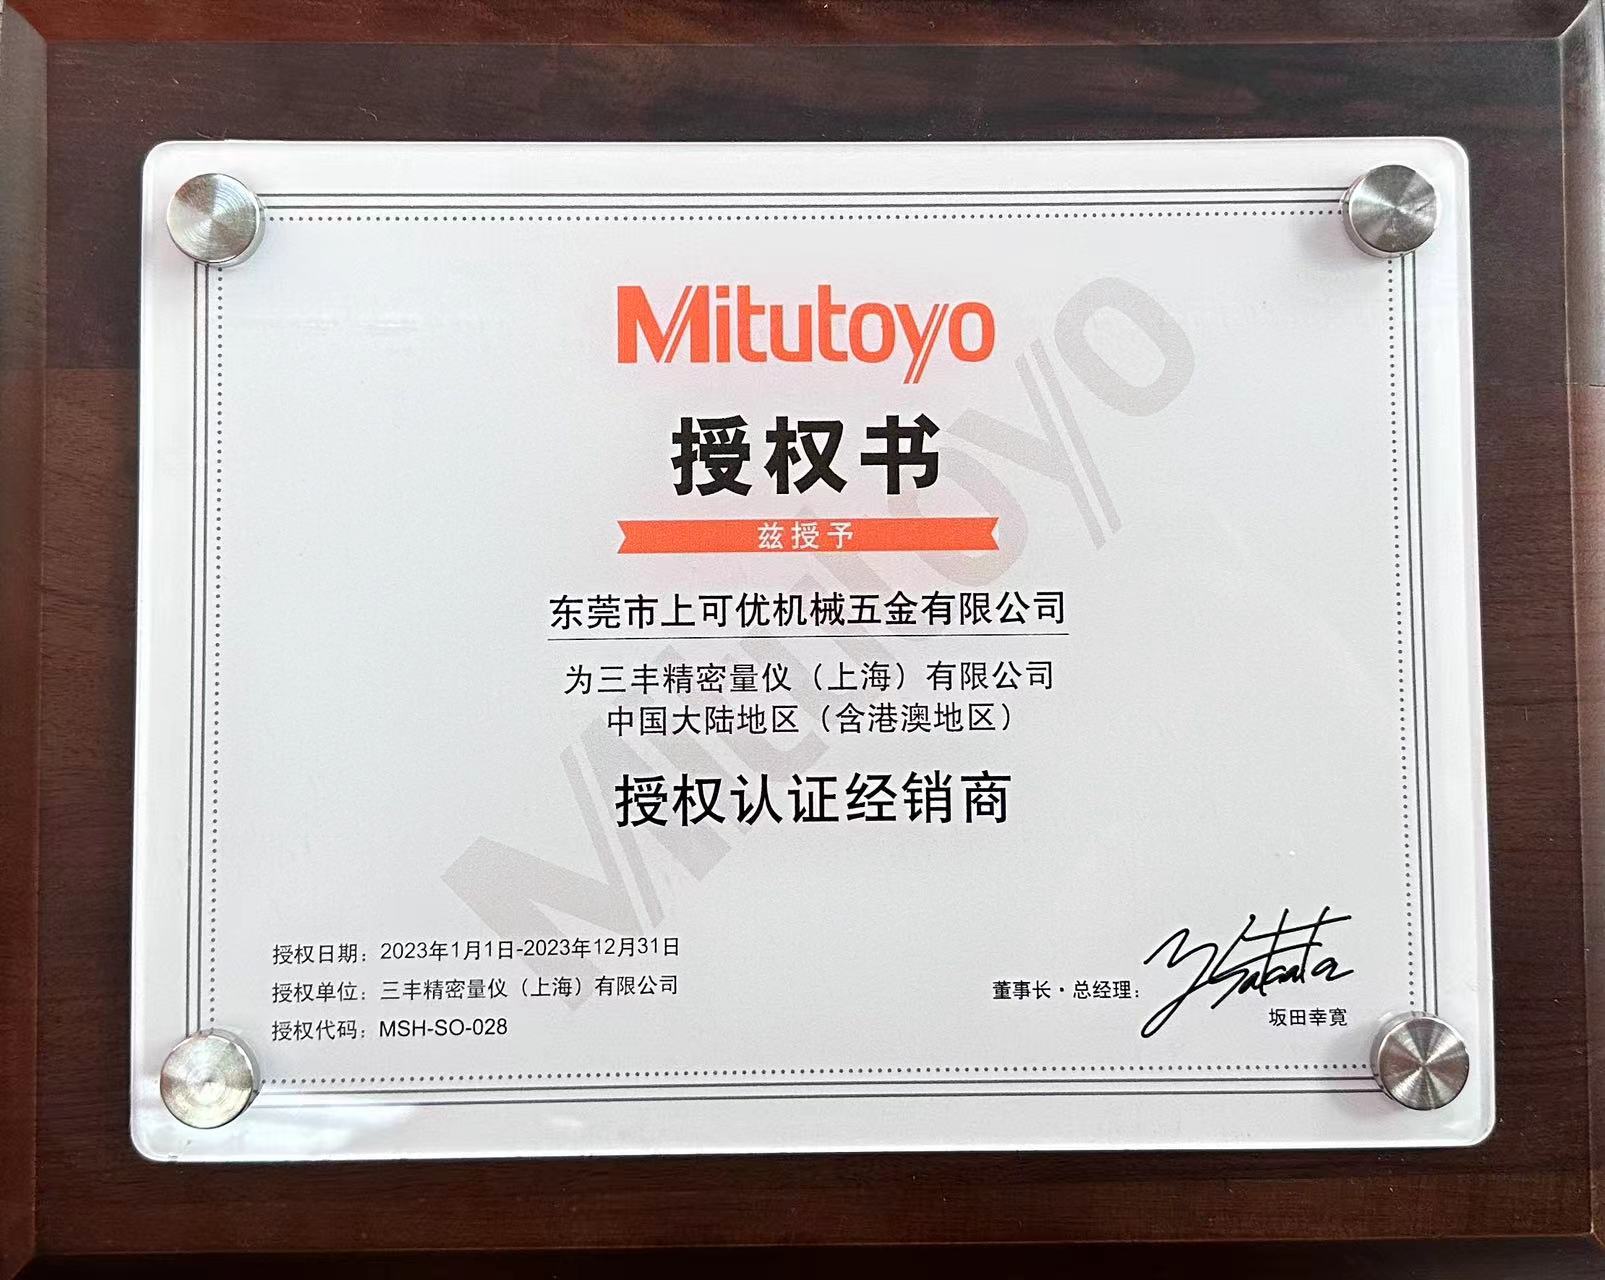 Mitutoyo
授权书
兹授予
东莞市上可优机械五金有限公司
为三丰精密量仪（上海）有限公司
中国大陆地区（含港澳地区）
授权认证经销商
授权日期：2023年1月1日-2023年12月31日
授权单位：三丰精密量仪（上海）有限公司
授权代码：MSH-SO-028
董事长·总经理：
Y Sakata
坂田幸寛
Mitutoyo